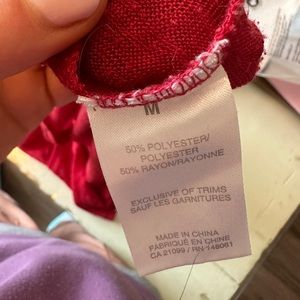 M
50% POLYESTER/
POLYESTER
50% RAYON/RAYONNE
EXCLUSIVE OF TRIMS
SAUF LES GARNITURES
MADE IN CHINA
FABRIQUÉ EN CHINE
CA 21099 / RN-148061